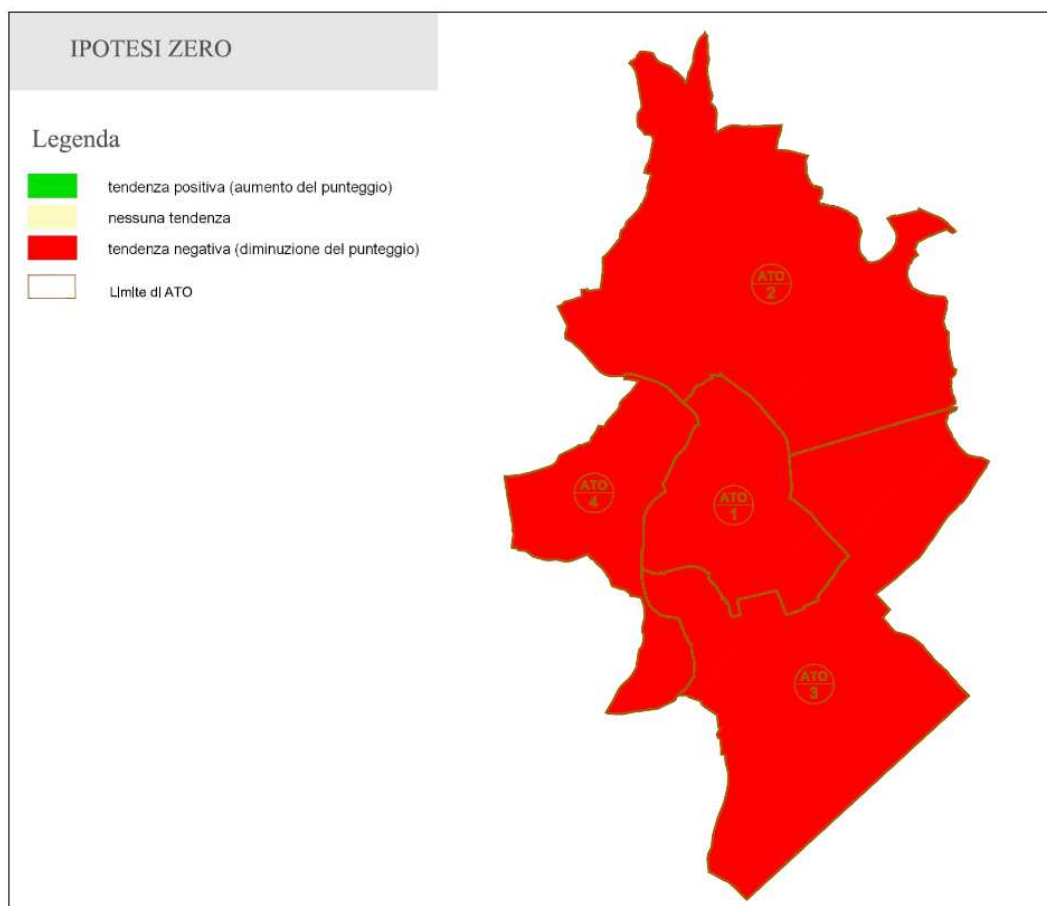 IPOTESI ZERO
Legenda
tendenza positiva (aumento del punteggio)
nessuna tendenza
tendenza negativa (diminuzione del punteggio)
Limite di ATO
ATO
2
ATO
4
ATO
1
ATO
3